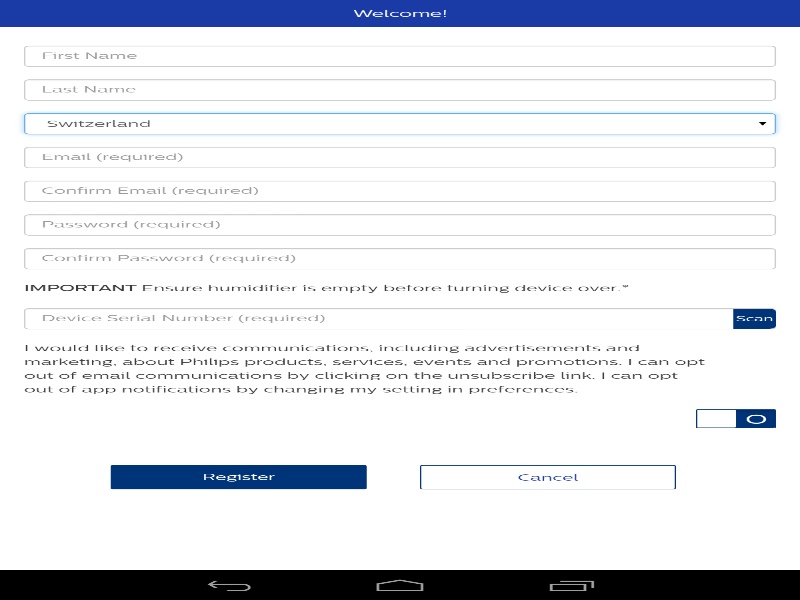 Welcome!
First Name
Last Name
Switzerland
Email (required)
Confirm Email (required)
Password (required)
Confirm Password (required)
IMPORTANT Ensure humidifier is empty before turning device over.*
Device Serial Number (required)
Scan
I would like to receive communications, including advertisements and
marketing, about Philips products, services, events and promotions. I can opt
out of email communications by clicking on the unsubscribe link. I can opt
out of app notifications by changing my setting in preferences.
Register
Cancel